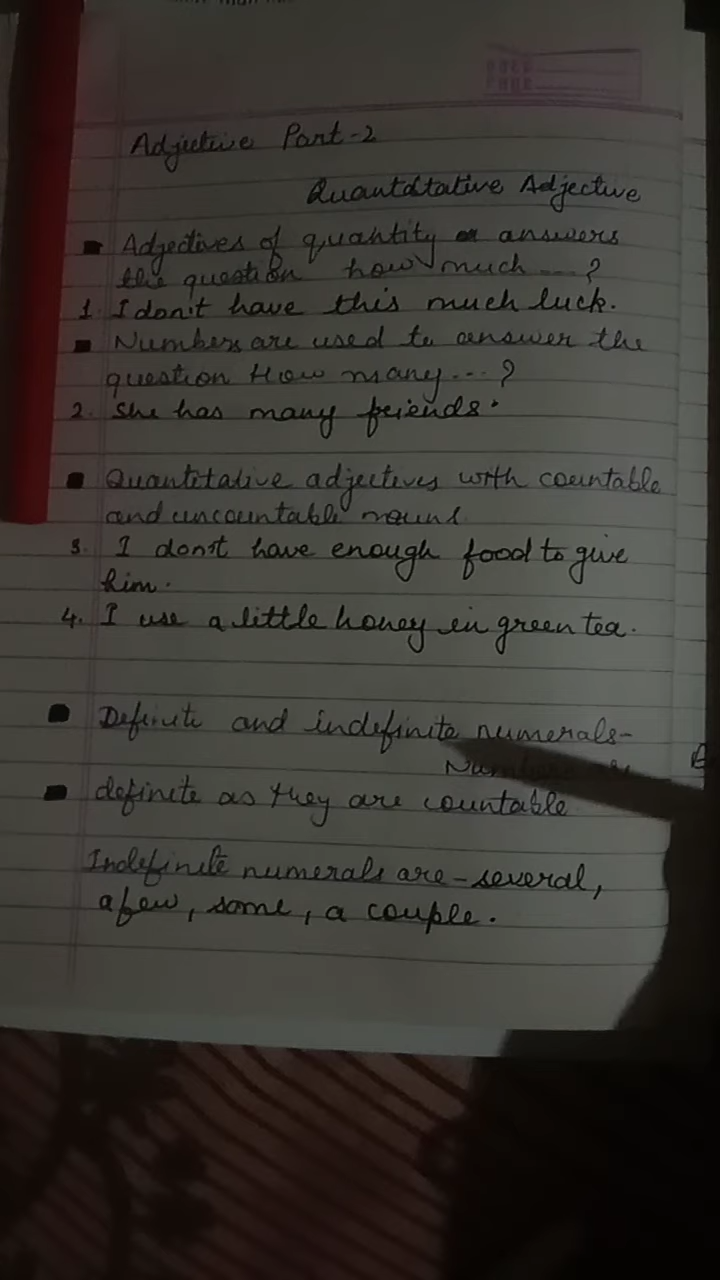 Adjective Part-2
Quantitative Adjective
Adjectives of quantity answers
the question how much ....?
1. I don't have this much luck.
Numbers are used to answer the
question How many...?
2. She has many friends.
Quantitative adjectives with countable
and uncountable nouns.
3. I don't have enough food to give
him.
4. I use a little honey in green tea.
Definite and indefinite numerals-
definite as they are countable
Indefinite numerals are - several,
a few, some, a couple.